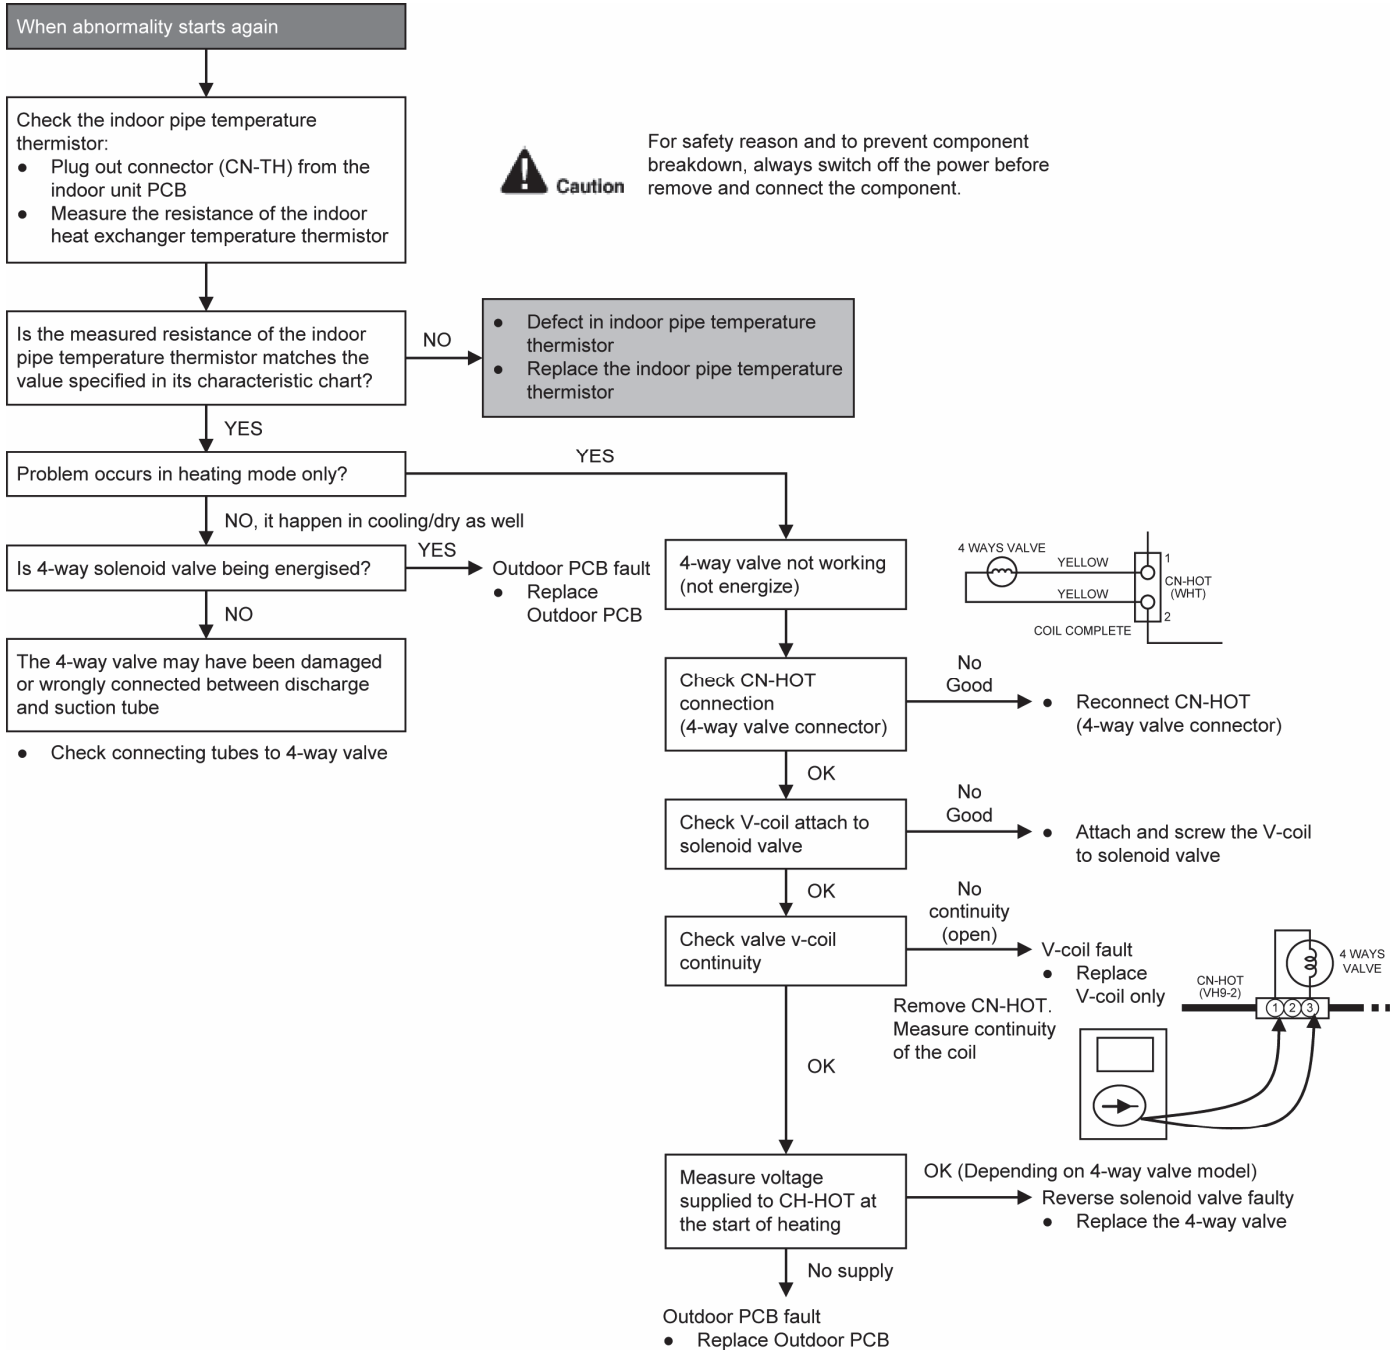 When abnormality starts again
Check the indoor pipe temperature
thermistor:
● Plug out connector (CN-TH) from the
indoor unit PCB
● Measure the resistance of the indoor
heat exchanger temperature thermistor
Caution
For safety reason and to prevent component
breakdown, always switch off the power before
remove and connect the component.
Is the measured resistance of the indoor
pipe temperature thermistor matches the
value specified in its characteristic chart?
NO
● Defect in indoor pipe temperature
thermistor
● Replace the indoor pipe temperature
thermistor
YES
Problem occurs in heating mode only?
YES
NO, it happen in cooling/dry as well
Is 4-way solenoid valve being energised?
YES
Outdoor PCB fault
● Replace
Outdoor PCB
NO
The 4-way valve may have been damaged
or wrongly connected between discharge
and suction tube
● Check connecting tubes to 4-way valve
4-way valve not working
(not energize)
4 WAYS VALVE
YELLOW
YELLOW
1
CN-HOT
(WHT)
2
COIL COMPLETE
Check CN-HOT
connection
(4-way valve connector)
No
Good
● Reconnect CN-HOT
(4-way valve connector)
OK
Check V-coil attach to
solenoid valve
No
Good
● Attach and screw the V-coil
to solenoid valve
OK
Check valve v-coil
continuity
No
continuity
(open)
V-coil fault
● Replace
V-coil only
Remove CN-HOT.
Measure continuity
of the coil
CN-HOT
(VH9-2)
4 WAYS
VALVE
1 2 3
OK
Measure voltage
supplied to CH-HOT at
the start of heating
OK (Depending on 4-way valve model)
Reverse solenoid valve faulty
● Replace the 4-way valve
No supply
Outdoor PCB fault
● Replace Outdoor PCB